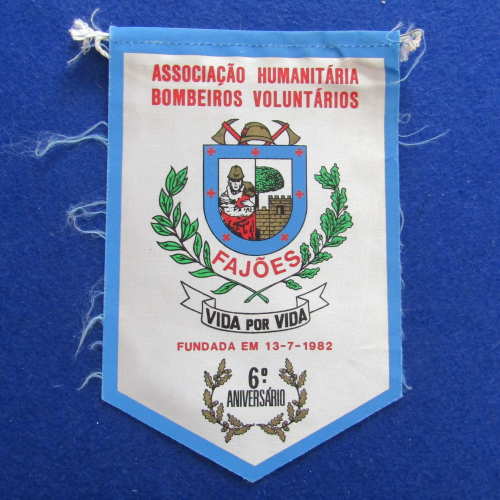 ASSOCIAÇÃO HUMANITÁRIA
BOMBEIROS VOLUNTÁRIOS
FAJÕES
VIDA POR VIDA
FUNDADA EM 13-7-1982
6º
ANIVERSÁRIO